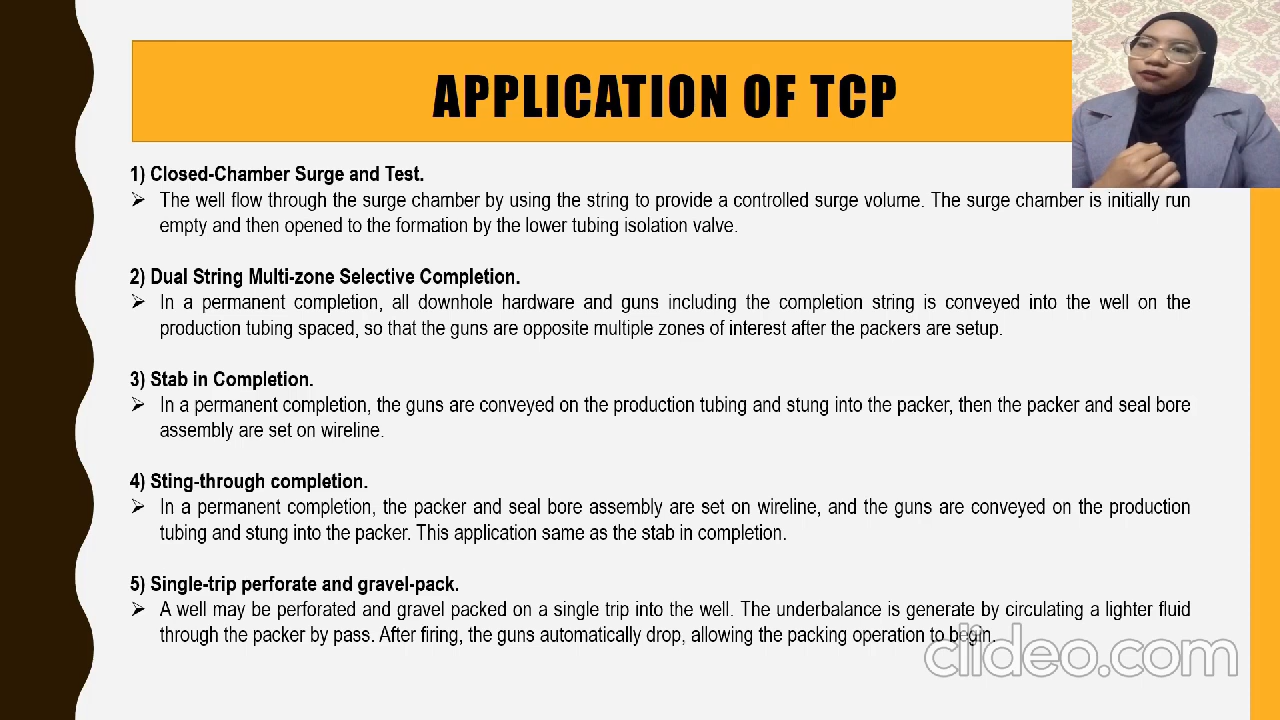 APPLICATION OF TCP
1) Closed-Chamber Surge and Test.
➢ The well flow through the surge chamber by using the string to provide a controlled surge volume. The surge chamber is initially run
empty and then opened to the formation by the lower tubing isolation valve.
2) Dual String Multi-zone Selective Completion.
➢ In a permanent completion, all downhole hardware and guns including the completion string is conveyed into the well on the
production tubing spaced, so that the guns are opposite multiple zones of interest after the packers are setup.
3) Stab in Completion.
➢ In a permanent completion, the guns are conveyed on the production tubing and stung into the packer, then the packer and seal bore
assembly are set on wireline.
4) Sting-through completion.
➢ In a permanent completion, the packer and seal bore assembly are set on wireline, and the guns are conveyed on the production
tubing and stung into the packer. This application same as the stab in completion.
5) Single-trip perforate and gravel-pack.
➢ A well may be perforated and gravel packed on a single trip into the well. The underbalance is generate by circulating a lighter fluid
through the packer by pass. After firing, the guns automatically drop, allowing the packing operation to begin.
clideo.com